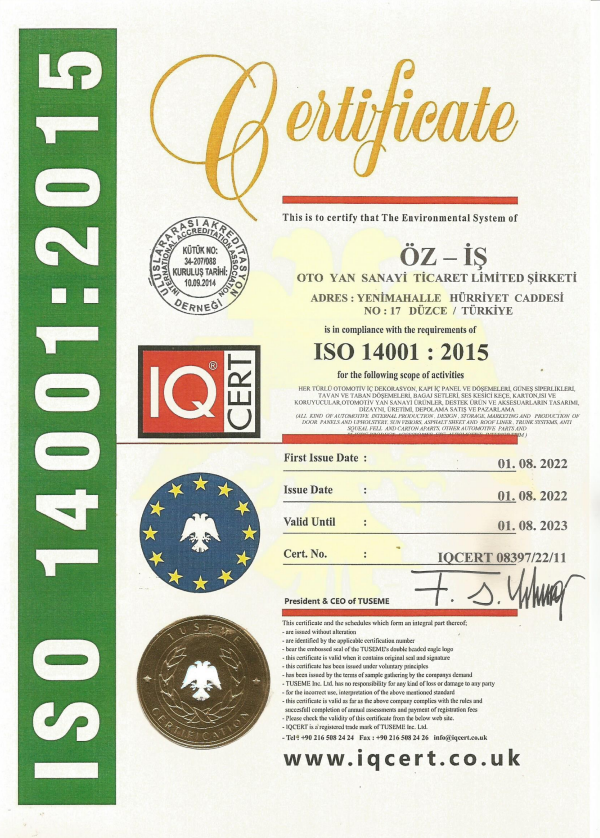 ISO 14001:2015
Certificate
This is to certify that The Environmental System of
ULUSLARARASI AKREDİTASYON DERNEĞİ
INTERNATIONAL ACCREDITATION ASSOCIATION
KÜTÜK NO:
34-207/088
KURULUŞ TARİHİ:
10.09.2014
ÖZ – İŞ
OTO YAN SANAYİ TİCARET LİMİTED ŞİRKETİ
ADRES : YENİMAHALLE HÜRRİYET CADDESİ
NO : 17 DÜZCE / TÜRKİYE
is in compliance with the requirements of
ISO 14001 : 2015
for the following scope of activities
IQ ®
CERT
HER TÜRLÜ OTOMOTİV İÇ DEKORASYON, KAPI İÇ PANEL VE DÖŞEMELERİ, GÜNEŞ SİPERLİKLERİ,
TAVAN VE TABAN DÖŞEMELERİ, BAGAJ SETLERİ, SES KESİCİ KEÇE, KARTON,ISI VE
KORUYUCULAR,OTOMOTİV YAN SANAYİ ÜRÜNLER, DESTEK ÜRÜN VE AKSESUARLARIN TASARIMI,
DİZAYNI, ÜRETİMİ, DEPOLAMA SATIŞ VE PAZARLAMA
(ALL KIND OF AUTOMOTIVE INTERNAL PRODUCTION , DESIGN , STORAGE, MARKETING AND PRODUCTION OF
DOOR PANELS AND UPHOLSTERY, SUN VISIORS, ASPHALT SHEET AND ROOF LINER , TRUNK SYSTEMS, ANTI
SQUEAL FELL AND CARTON APARTS, OTHER AUTOMOTIVE PARTS AND
First Issue Date : 01. 08. 2022
Issue Date : 01. 08. 2022
Valid Until : 01. 08. 2023
Cert. No. : IQCERT 08397/22/11
President & CEO of TUSEME
TUSEME
CERTIFICATION
This certificate and the schedules which form an integral part thereof;
- are issued without alteration
- are identified by the applicable certification number
- bear the embossed seal of the TUSEME's double headed eagle logo
- this certificate is valid when it contains original seal and signature
- this certificate has been issued under voluntary principles
- has been issued by the terms of sample gathering by the companys demand
- TUSEME Inc. Ltd. has no responsibility for any kind of loss or damage to any party
- for the incorrect use, interpretation of the above mentioned standard
- this certificate is valid as far as the above company complies with the rules and
succesfull completion of annual assessments and payment of registration fees
- Please check the validity of this certificate from the below web site.
- IQCERT is a registered trade mark of TUSEME Inc. Ltd.
- Tel: +90 216 508 24 24 Fax : +90 216 508 24 26 info@iqcert.co.uk
www.iqcert.co.uk